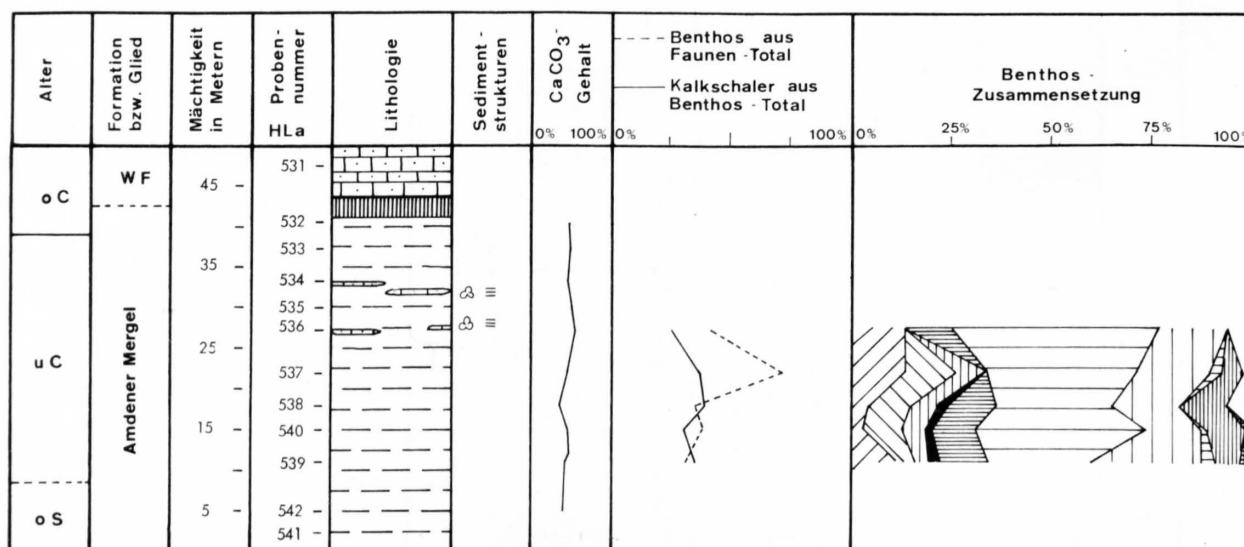 Alter
Formation
bzw. Glied
Mächtigkeit
in Metern
Proben-
nummer
HLa
Lithologie
Sediment-
strukturen
CaCO3-
Gehalt
0% 100%
Benthos aus
Faunen-Total
Kalkschaler aus
Benthos-Total
0% 100%
Benthos-
Zusammensetzung
0% 25% 50% 75% 100%
oC
uC
oS
WF
Amdener Mergel
45
35
25
15
5
531
532
533
534
535
536
537
538
540
539
542
541